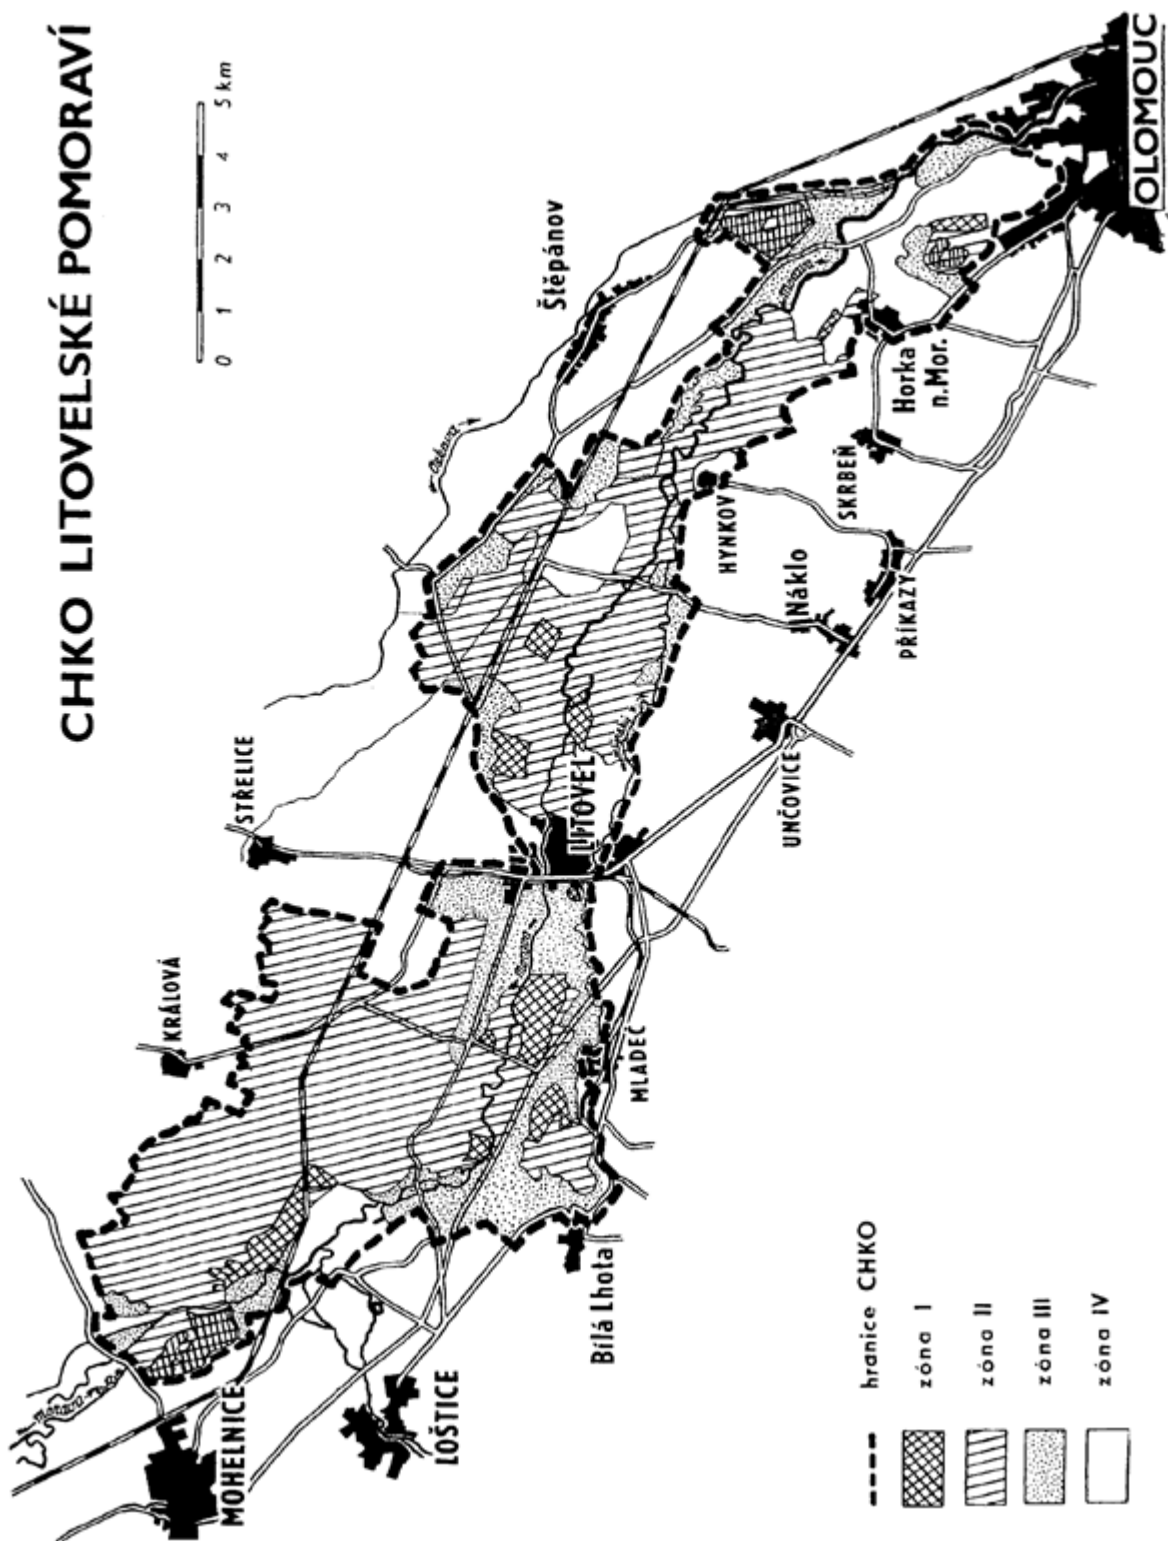 CHKO LITOVELSKÉ POMORAVÍ
0 1 2 3 4 5 km
MOHELNICE
LOŠTICE
KRÁLOVÁ
STŘELICE
Štěpánov
Oskava
Bílá Lhota
MLADEČ
LITOVEL
UNČOVICE
Náklo
PŘÍKAZY
HYNKOV
SKRBEŇ
Horka
n.Mor.
OLOMOUC
hranice CHKO
zóna I
zóna II
zóna III
zóna IV